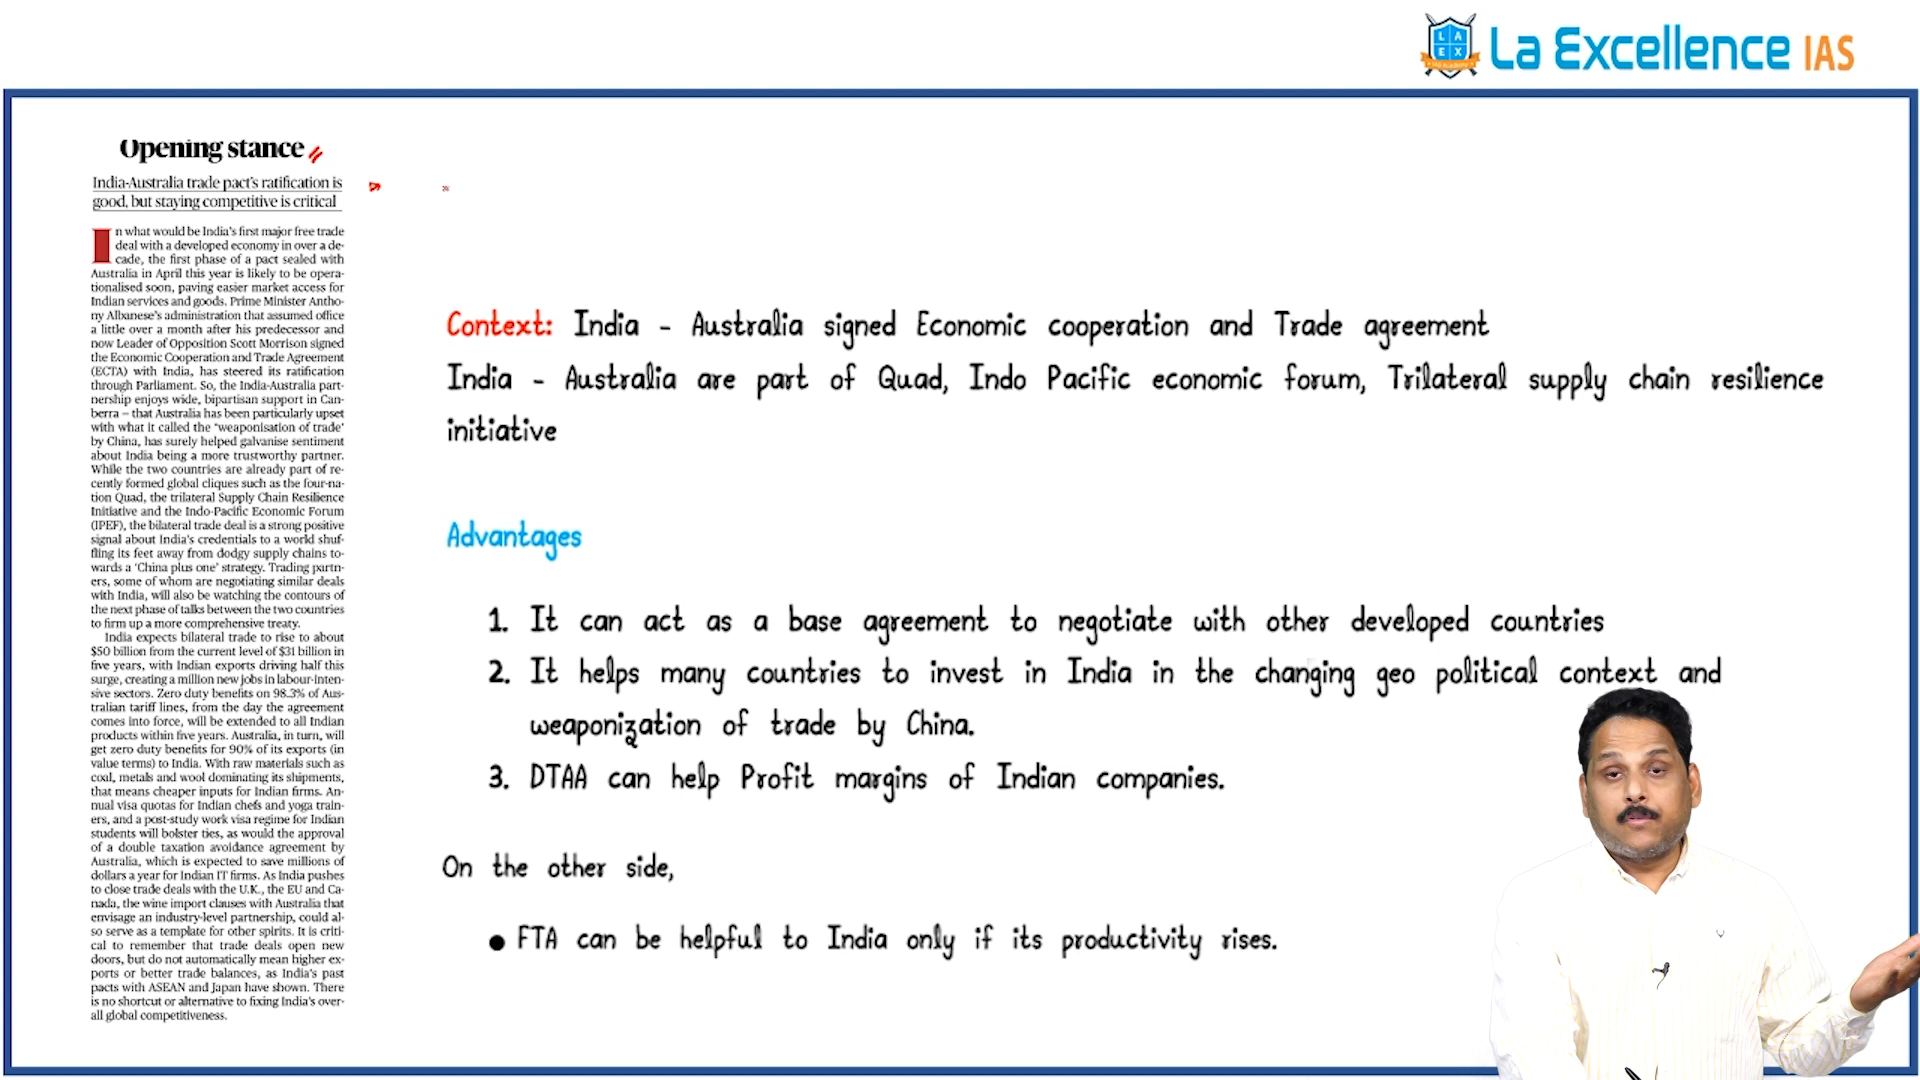 LA
EX
La Excellence IAS
Opening stance
India-Australia trade pact's ratification is
good, but staying competitive is critical
In what would be India's first major free trade
deal with a developed economy in over a de-
cade, the first phase of a pact sealed with
Australia in April this year is likely to be opera-
tionalised soon, paving easier market access for
Indian services and goods. Prime Minister Antho-
ny Albanese's administration that assumed office
a little over a month after his predecessor and
now Leader of Opposition Scott Morrison signed
the Economic Cooperation and Trade Agreement
(ECTA) with India, has steered its ratification
through Parliament. So, the India-Australia part-
nership enjoys wide, bipartisan support in Can-
berra – that Australia has been particularly upset
with what it called the "weaponisation of trade'
by China, has surely helped galvanise sentiment
about India being a more trustworthy partner.
While the two countries are already part of re-
cently formed global cliques such as the four-na-
tion Quad, the trilateral Supply Chain Resilience
Initiative and the Indo-Pacific Economic Forum
(IPEF), the bilateral trade deal is a strong positive
signal about India's credentials to a world shuf-
fling its feet away from dodgy supply chains to-
wards a 'China plus one' strategy. Trading partn-
ers, some of whom are negotiating similar deals
with India, will also be watching the contours of
the next phase of talks between the two countries
to firm up a more comprehensive treaty.
India expects bilateral trade to rise to about
$50 billion from the current level of $31 billion in
five years, with Indian exports driving half this
surge, creating a million new jobs in labour-inten-
sive sectors. Zero duty benefits on 98.3% of Aus-
tralian tariff lines, from the day the agreement
comes into force, will be extended to all Indian
products within five years. Australia, in turn, will
get zero duty benefits for 90% of its exports (in
value terms) to India. With raw materials such as
coal, metals and wool dominating its shipments,
that means cheaper inputs for Indian firms. An-
nual visa quotas for Indian chefs and yoga train-
ers, and a post-study work visa regime for Indian
students will bolster ties, as would the approval
of a double taxation avoidance agreement by
Australia, which is expected to save millions of
dollars a year for Indian IT firms. As India pushes
to close trade deals with the U.K., the EU and Ca-
nada, the wine import clauses with Australia that
envisage an industry-level partnership, could al-
so serve as a template for other spirits. It is criti-
cal to remember that trade deals open new
doors, but do not automatically mean higher ex-
ports or better trade balances, as India's past
pacts with ASEAN and Japan have shown. There
is no shortcut or alternative to fixing India's over-
all global competitiveness.
Context: India - Australia signed Economic cooperation and Trade agreement
India - Australia are part of Quad, Indo Pacific economic forum, Trilateral supply chain resilience
initiative
Advantages
1. It can act as a base agreement to negotiate with other developed countries
2. It helps many countries to invest in India in the changing geo political context and
weaponization of trade by China.
3. DTAA can help Profit margins of Indian companies.
On the other side,
● FTA can be helpful to India only if its productivity rises.